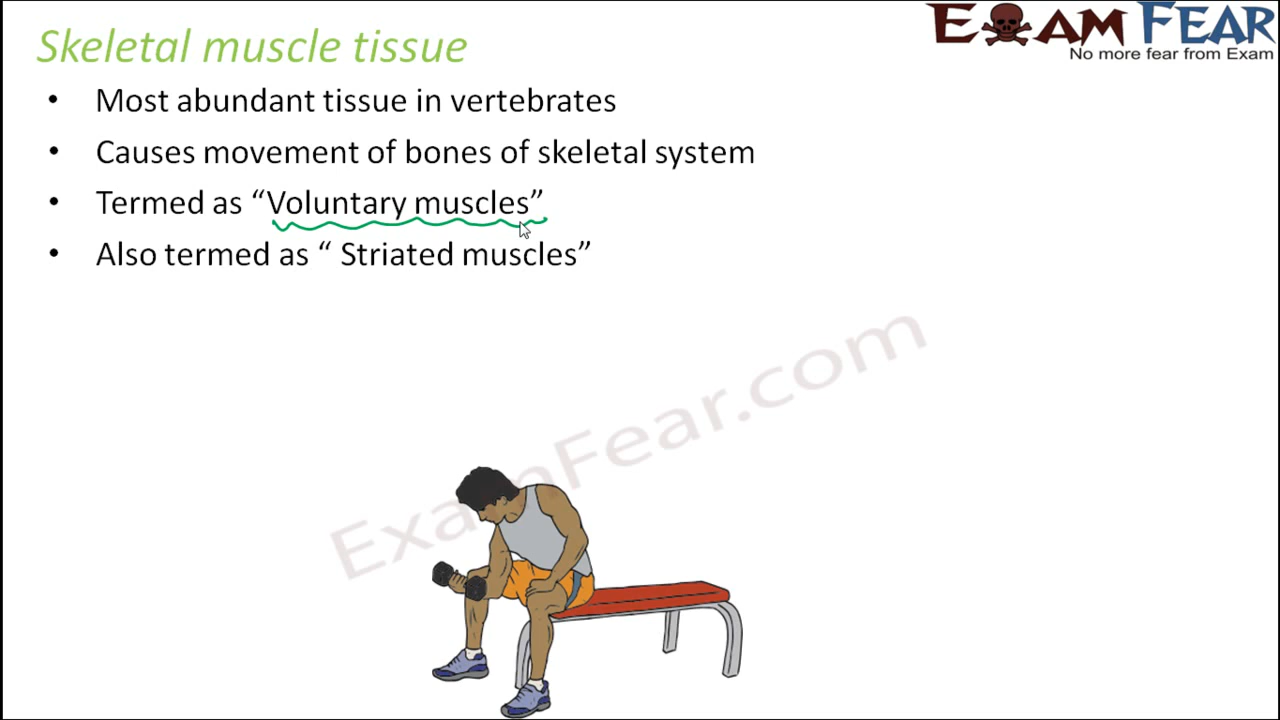 Skeletal muscle tissue
EXAM FEAR
No more fear from Exam
• Most abundant tissue in vertebrates
• Causes movement of bones of skeletal system
• Termed as “Voluntary muscles”
• Also termed as “ Striated muscles”
ExamFear.com